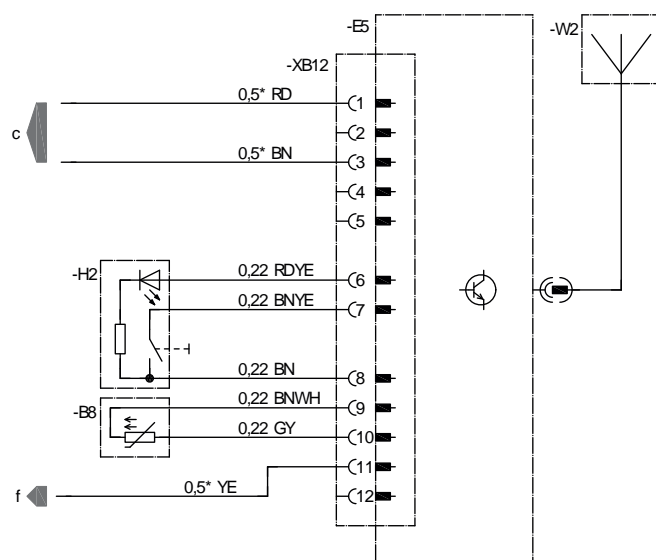 -E5
-W2
-XB12
0,5* RD
1
c
2
0,5* BN
3
4
5
-H2
0,22 RDYE
6
0,22 BNYE
7
0,22 BN
8
0,22 BNWH
9
-B8
0,22 GY
10
11
f
0,5* YE
12